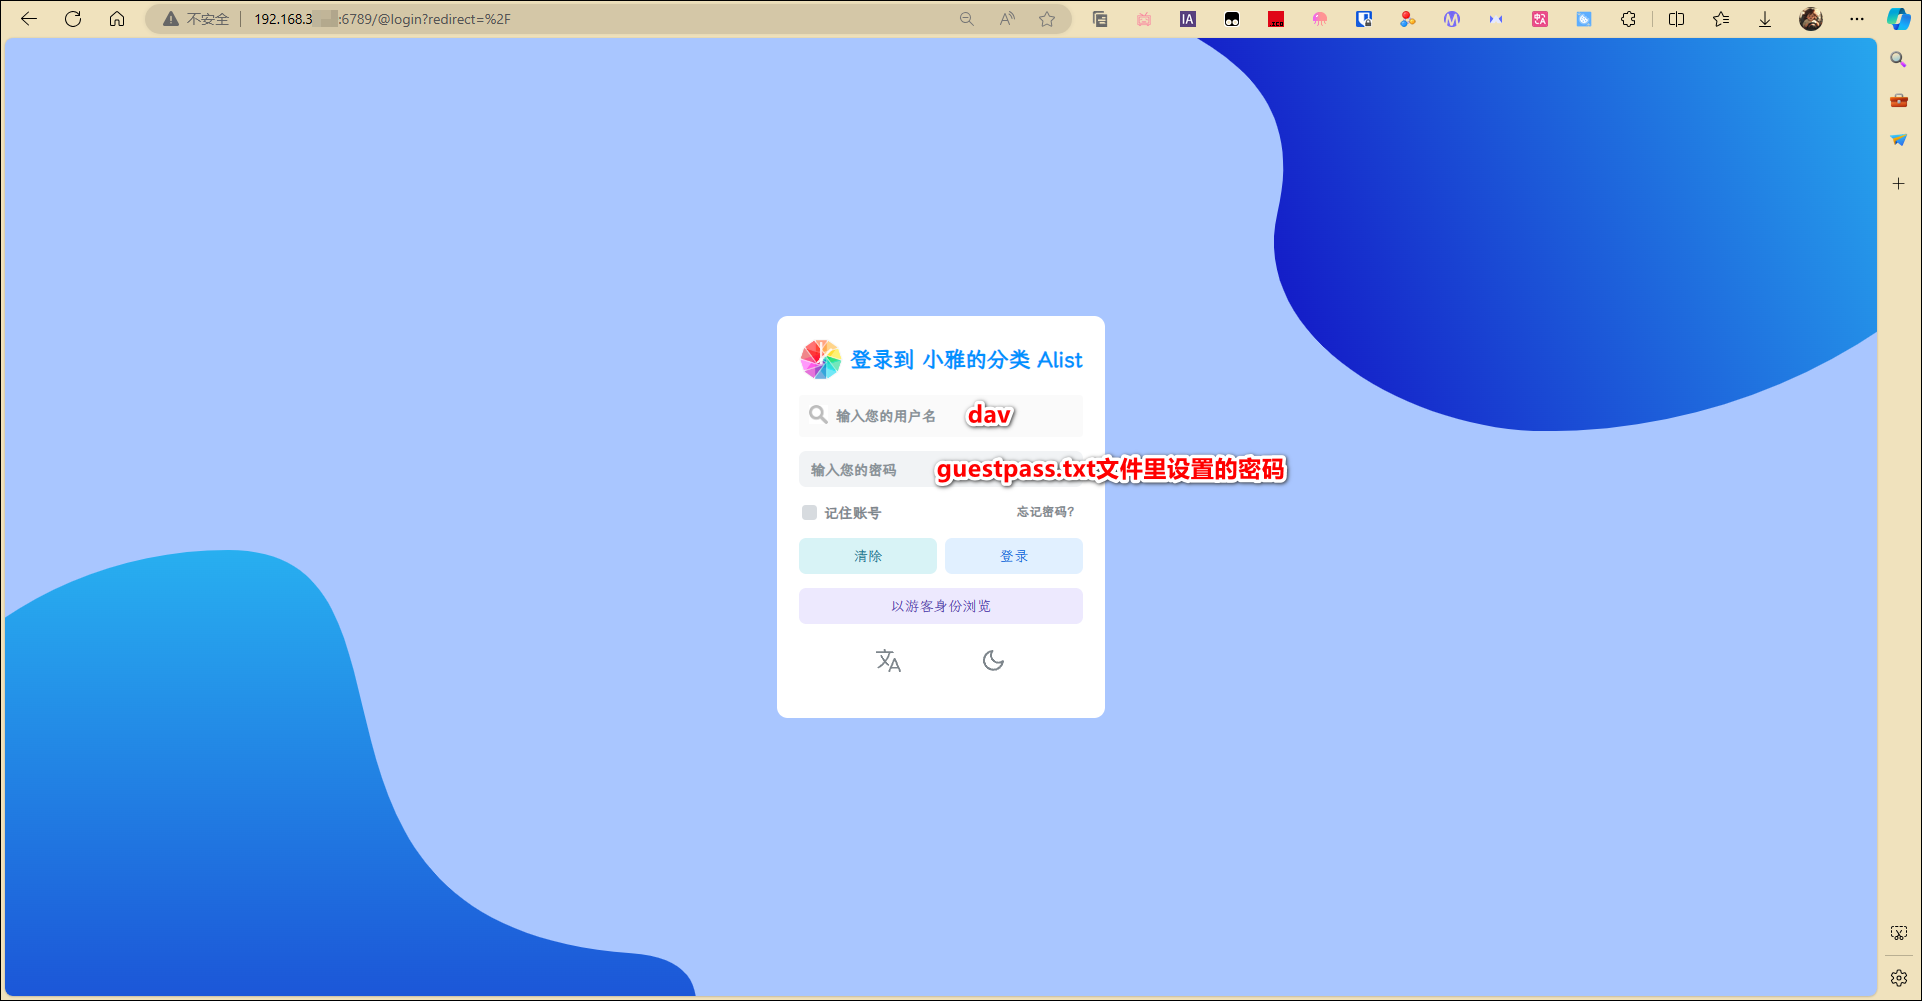 不安全
192.168.3
:6789/@login?redirect=%2F
登录到 小雅的分类 Alist
输入您的用户名
dav
输入您的密码
guestpass.txt文件里设置的密码
记住账号
忘记密码?
清除
登录
以游客身份浏览